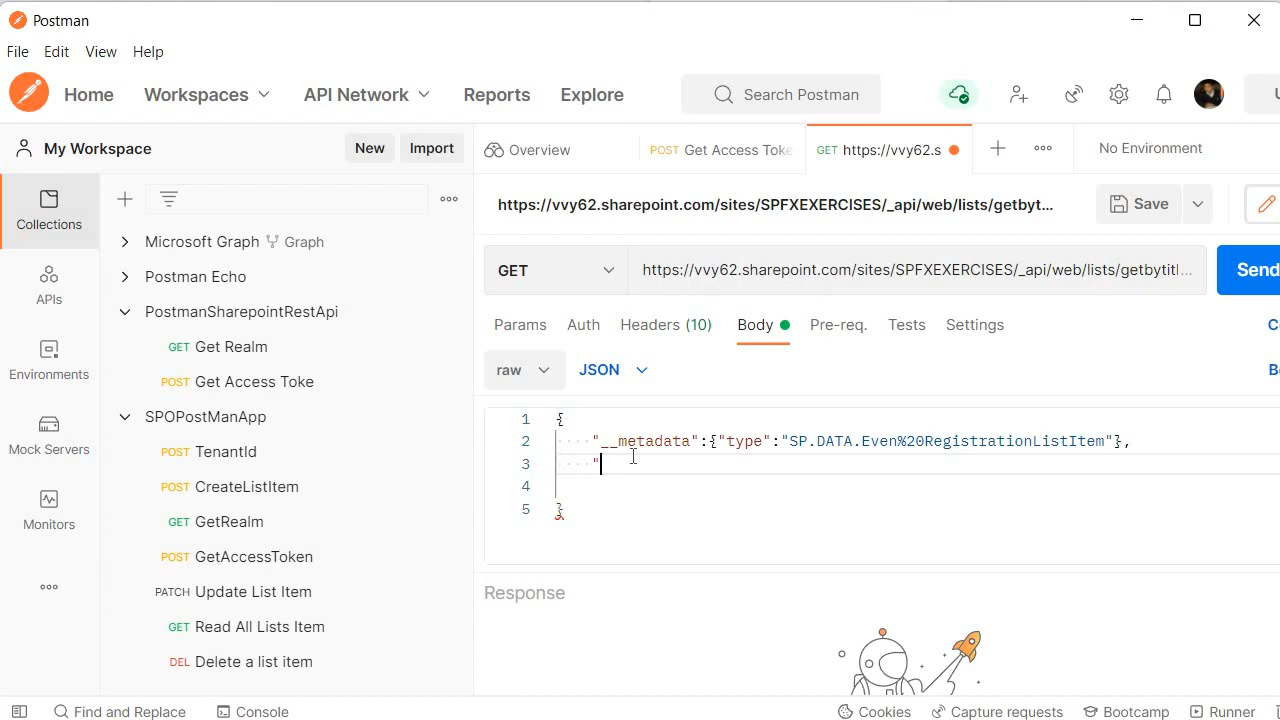 Postman
File Edit View Help
Home Workspaces API Network Reports Explore Search Postman
My Workspace New Import Overview POST Get Access Toke GET https://vvy62.s No Environment
https://vvy62.sharepoint.com/sites/SPFXEXERCISES/_api/web/lists/getbyt... Save
Collections
APIs
Environments
Mock Servers
Monitors
Microsoft Graph Graph
Postman Echo
PostmanSharepointRestApi
GET Get Realm
POST Get Access Toke
SPOPostManApp
POST TenantId
POST CreateListItem
GET GetRealm
POST GetAccessToken
PATCH Update List Item
GET Read All Lists Item
DEL Delete a list item
GET https://vvy62.sharepoint.com/sites/SPFXEXERCISES/_api/web/lists/getbytitl... Send
Params Auth Headers (10) Body Pre-req. Tests Settings
raw JSON
1 {
2 "__metadata":{"type":"SP.DATA.Even%20RegistrationListItem"},
3 "
4
5 }
Response
Find and Replace Console Cookies Capture requests Bootcamp Runner